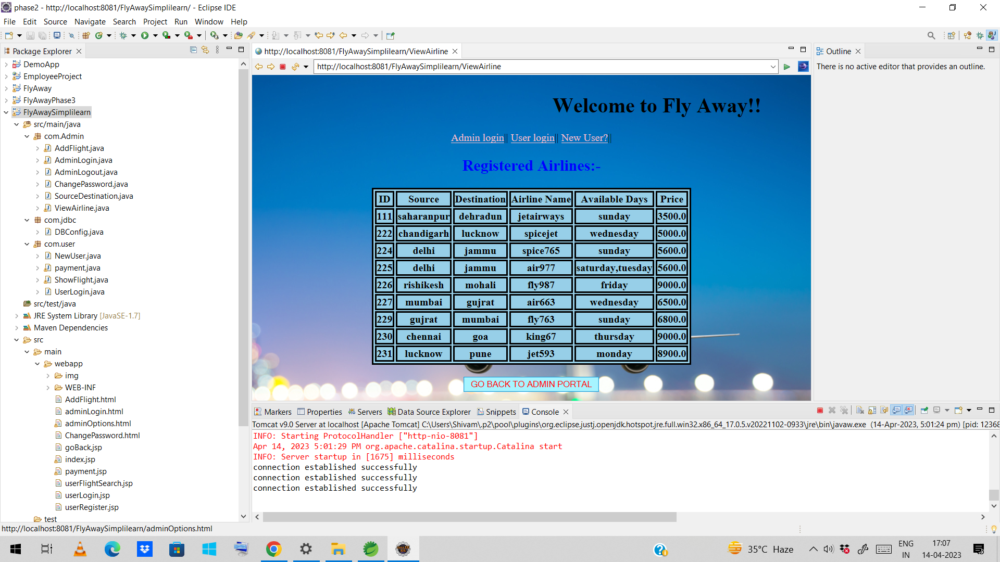 phase2 - http://localhost:8081/FlyAwaySimplilearn/ - Eclipse IDE
File Edit Source Navigate Search Project Run Window Help
Package Explorer
DemoApp
EmployeeProject
FlyAway
FlyAwayPhase3
FlyAwaySimplilearn
src/main/java
com.Admin
AddFlight.java
AdminLogin.java
AdminLogout.java
ChangePassword.java
SourceDestination.java
ViewAirline.java
com.jdbc
DBConfig.java
com.user
NewUser.java
payment.java
ShowFlight.java
UserLogin.java
src/test/java
JRE System Library [JavaSE-1.7]
Maven Dependencies
src
main
webapp
img
WEB-INF
AddFlight.html
adminLogin.html
adminOptions.html
ChangePassword.html
goBack.jsp
index.jsp
payment.jsp
userFlightSearch.jsp
userLogin.jsp
userRegister.jsp
test
http://localhost:8081/FlyAwaySimplilearn/ViewAirline
http://localhost:8081/FlyAwaySimplilearn/ViewAirline
Welcome to Fly Away!!
Admin login|| User login|| New User?||
Registered Airlines:-
ID Source Destination Airline Name Available Days Price
111 saharanpur dehradun jetairways sunday 3500.0
222 chandigarh lucknow spicejet wednesday 5000.0
224 delhi jammu spice765 sunday 5600.0
225 delhi jammu air977 saturday,tuesday 5600.0
226 rishikesh mohali fly987 friday 9000.0
227 mumbai gujrat air663 wednesday 6500.0
229 gujrat mumbai fly763 sunday 6800.0
230 chennai goa king67 thursday 9000.0
231 lucknow pune jet593 monday 8900.0
GO BACK TO ADMIN PORTAL
Outline
There is no active editor that provides an outline.
Markers Properties Servers Data Source Explorer Snippets Console
Tomcat v9.0 Server at localhost [Apache Tomcat] C:\Users\Shivam\.p2\pool\plugins\org.eclipse.justj.openjdk.hotspot.jre.full.win32.x86_64_17.0.5.v20221102-0933\jre\bin\javaw.exe (14-Apr-2023, 5:01:24 pm) [pid: 12368
INFO: Starting ProtocolHandler ["http-nio-8081"]
Apr 14, 2023 5:01:29 PM org.apache.catalina.startup.Catalina start
INFO: Server startup in [1675] milliseconds
connection established successfully
connection established successfully
connection established successfully
http://localhost:8081/FlyAwaySimplilearn/adminOptions.html
35°C Haze
ENG
IN
17:07
14-04-2023